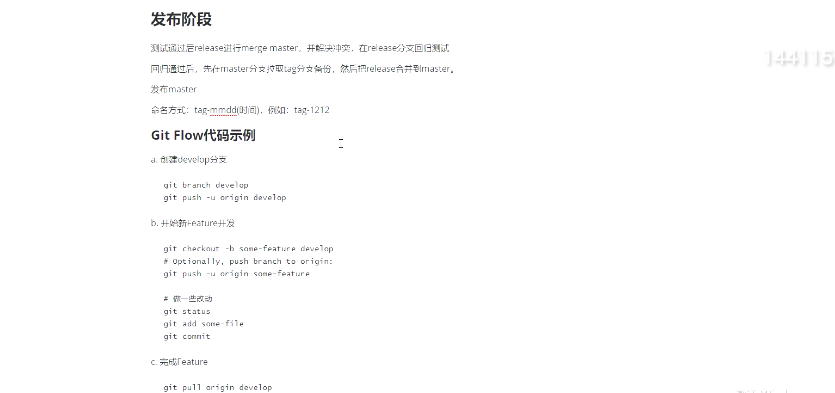 发布阶段
144115
测试通过后release进行merge master，并解决冲突，在release分支回归测试
回归通过后，先在master分支拉取tag分支备份，然后把release合并到master。
发布master
命名方式：tag-mmdd(时间)，例如：tag-1212
Git Flow代码示例
a. 创建develop分支
git branch develop
git push -u origin develop
b. 开始新Feature开发
git checkout -b some-feature develop
# Optionally, push branch to origin:
git push -u origin some-feature
# 做一些改动
git status
git add some-file
git commit
c. 完成Feature
git pull origin develop